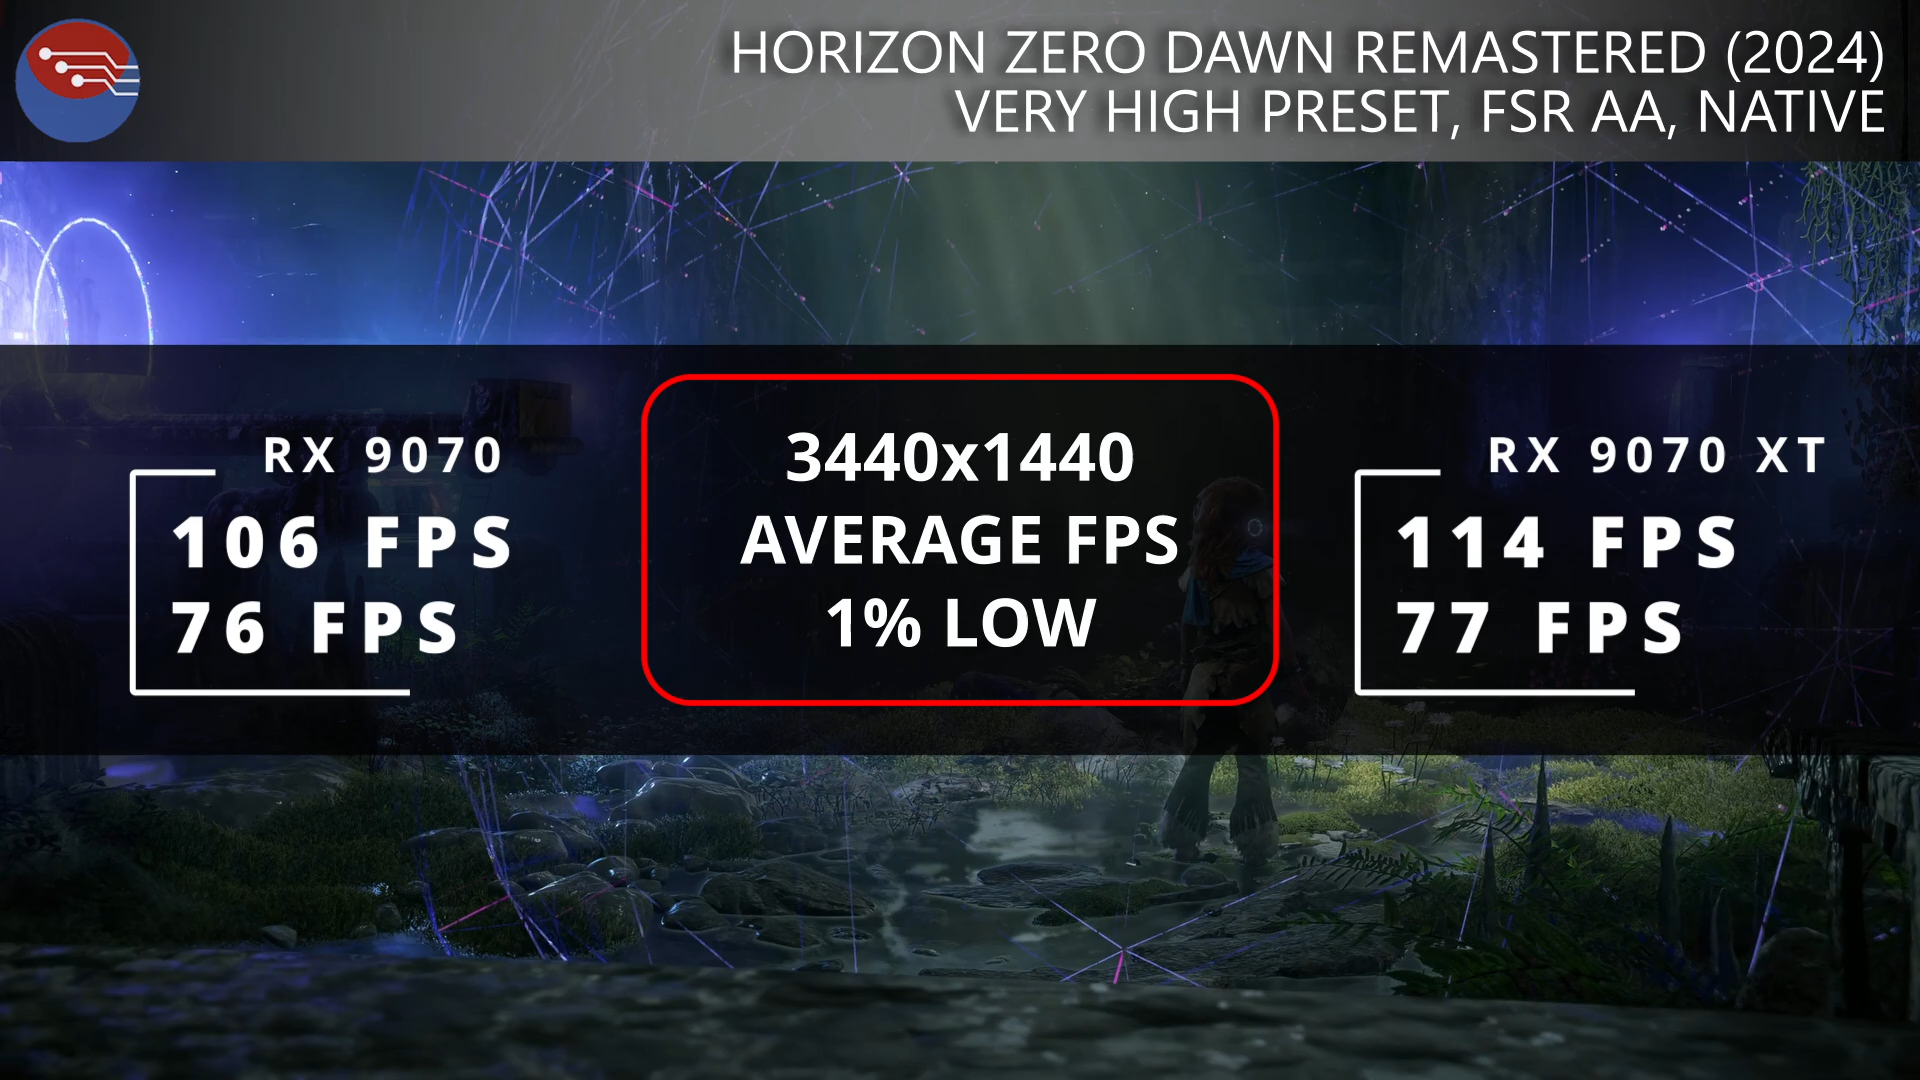 HORIZON ZERO DAWN REMASTERED (2024)
VERY HIGH PRESET, FSR AA, NATIVE
RX 9070
106 FPS
76 FPS
3440x1440
AVERAGE FPS
1% LOW
RX 9070 XT
114 FPS
77 FPS